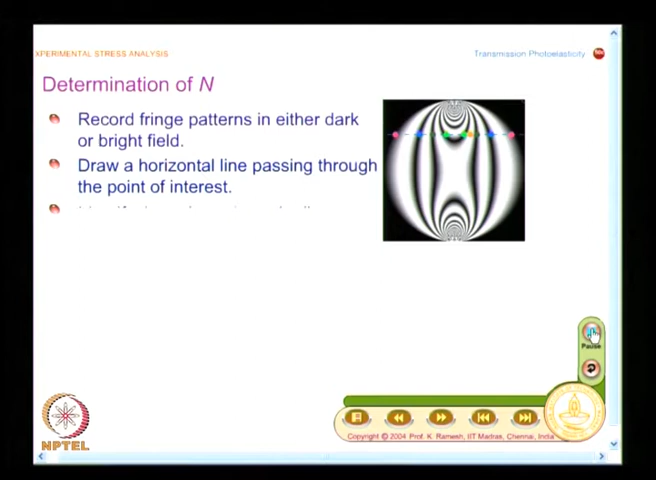 XPERIMENTAL STRESS ANALYSIS
Transmission Photoelasticity
Determination of N
Record fringe patterns in either dark
or bright field.
Draw a horizontal line passing through
the point of interest.
Pause
NPTEL
Copyright © 2004 Prof. K. Ramesh, IIT Madras, Chennai, India